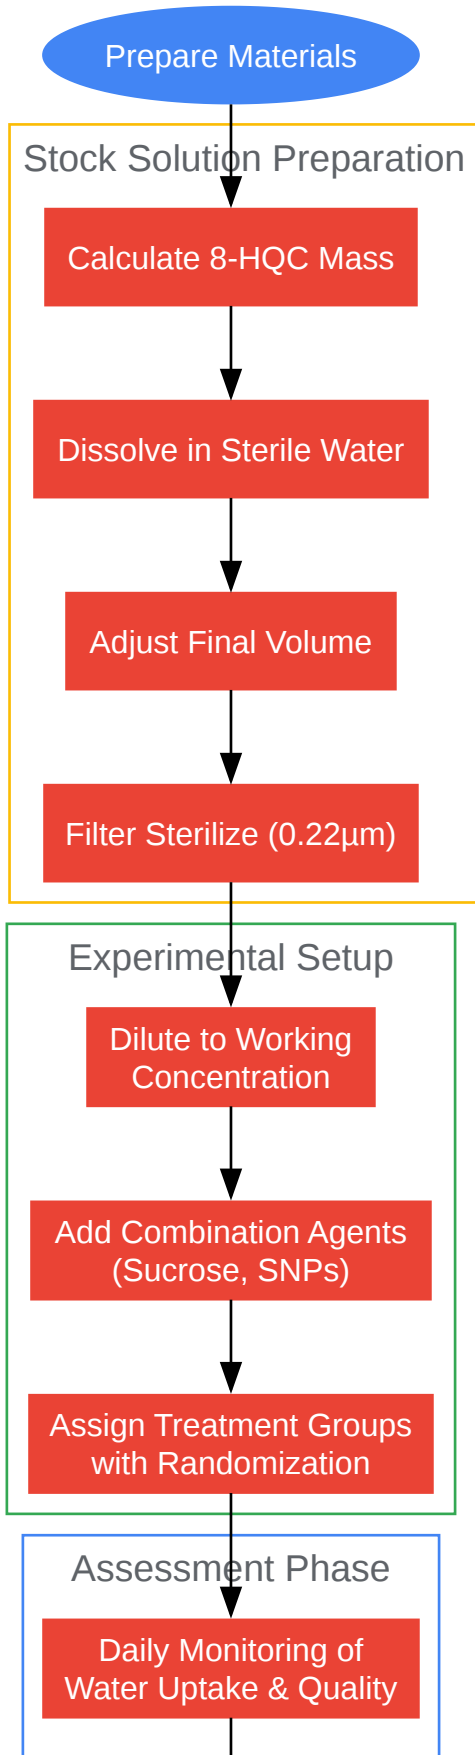 Prepare Materials
Stock Solution Preparation
Calculate 8-HQC Mass
Dissolve in Sterile Water
Adjust Final Volume
Filter Sterilize (0.22µm)
Experimental Setup
Dilute to Working
Concentration
Add Combination Agents
(Sucrose, SNPs)
Assign Treatment Groups
with Randomization
Assessment Phase
Daily Monitoring of
Water Uptake & Quality